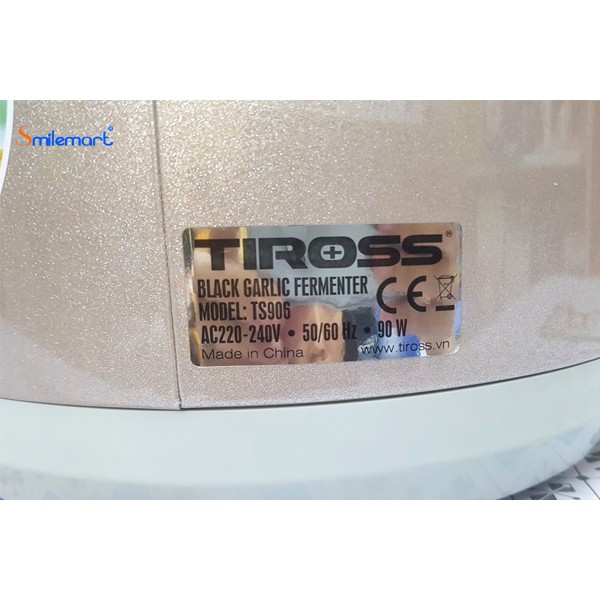 Smilemart
TIROSS®
BLACK GARLIC FERMENTER
MODEL: TS906
CE
AC220-240V • 50/60 Hz • 90 W
Made in China
www.tiross.vn